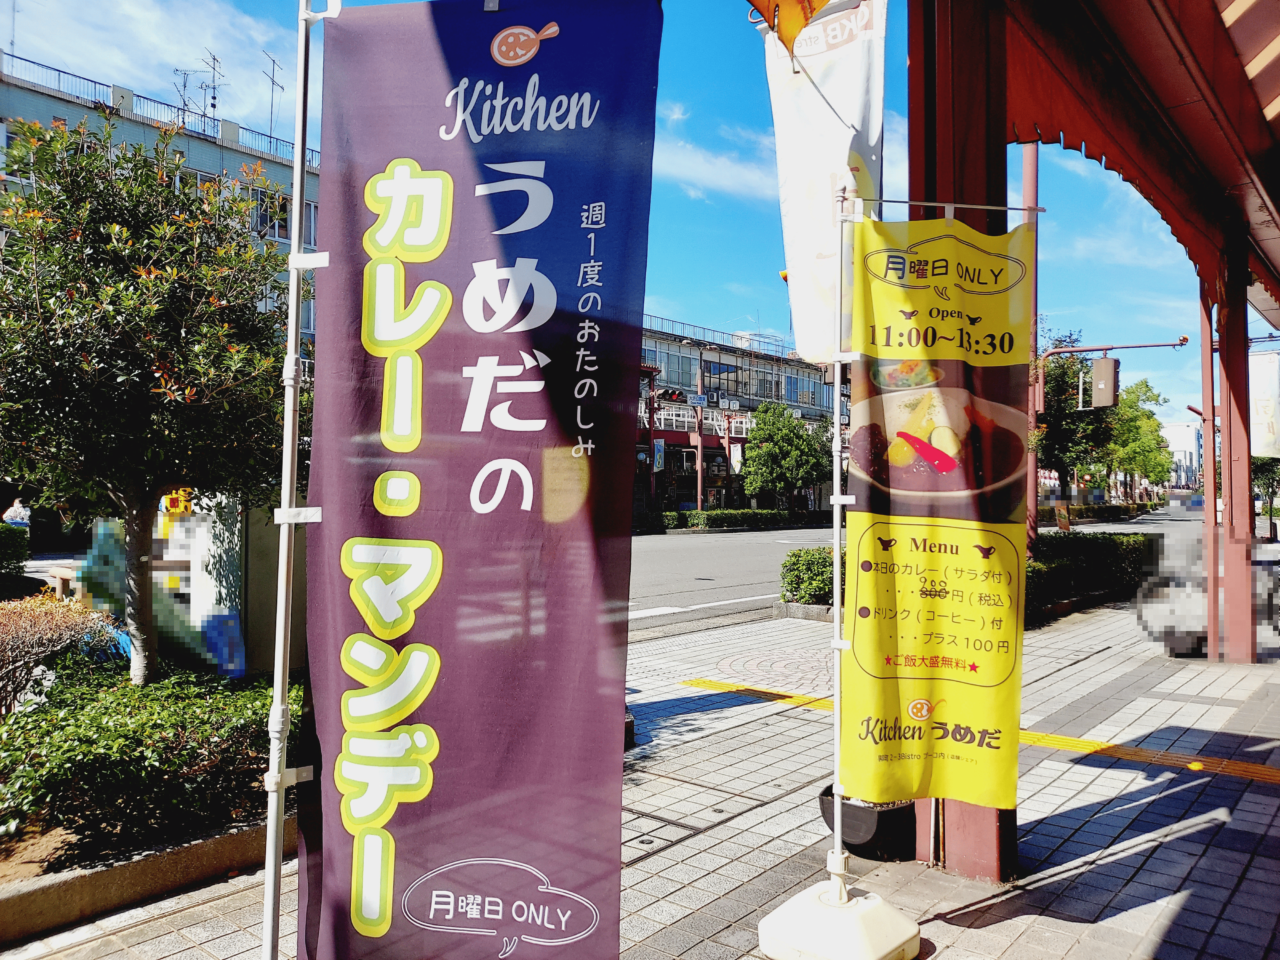 Kitchen
うめだの
週1度のおたのしみ
カレー・マンデー
月曜日 ONLY
月曜日 ONLY
Open
11:00~13:30
Menu
●本日のカレー(サラダ付)
････800円(税込)
●ドリンク(コーヒー)付
････プラス100円
★ご飯大盛無料★
Kitchen うめだ